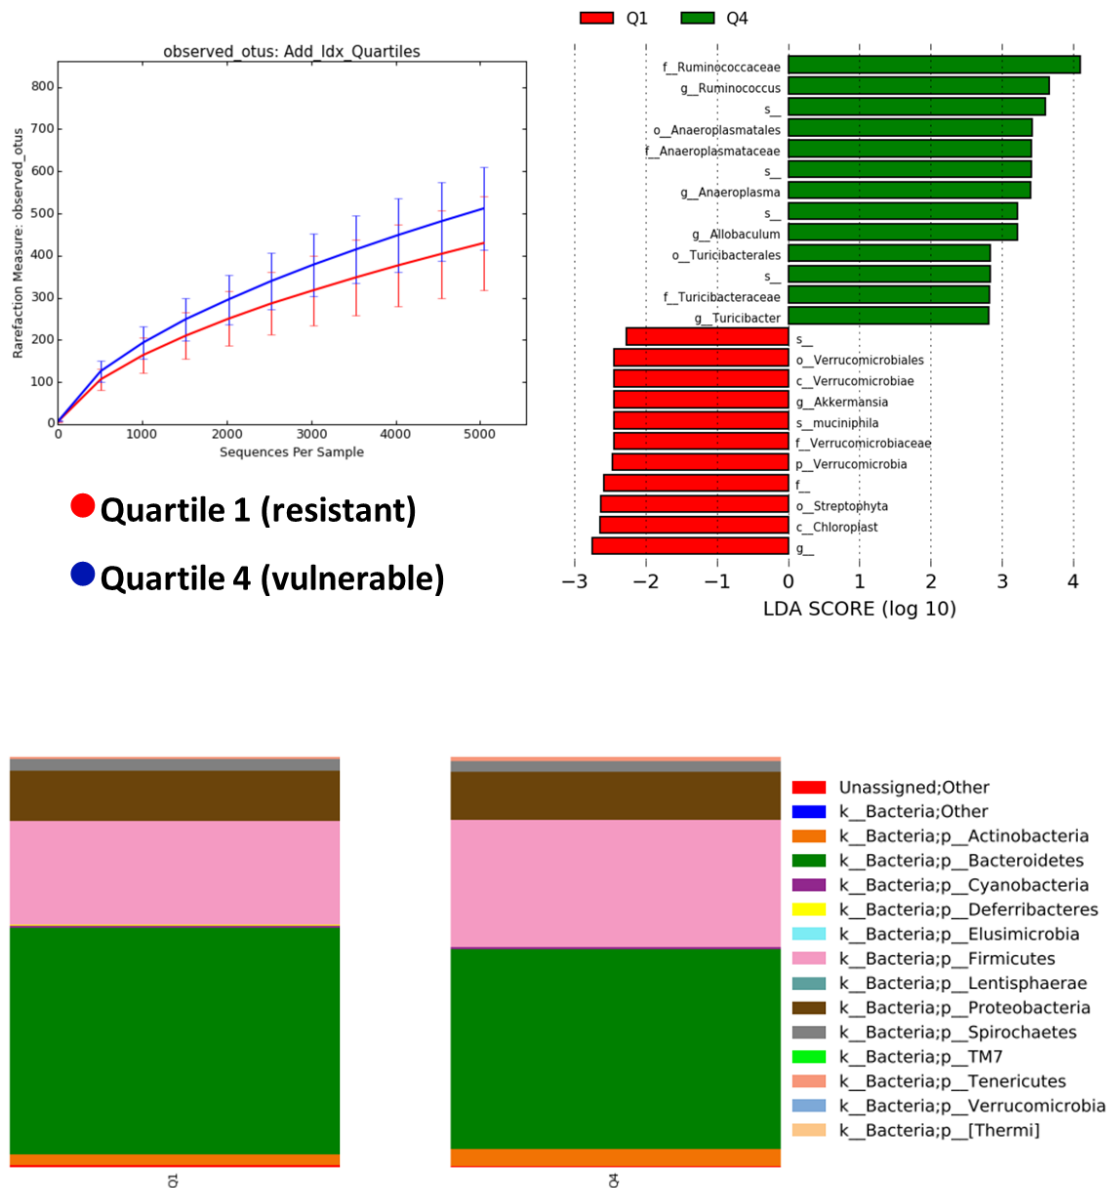 observed_otus: Add_Idx_Quartiles
Rarefaction Measure: observed_otus
800
700
600
500
400
300
200
100
0
0 1000 2000 3000 4000 5000
Sequences Per Sample
Quartile 1 (resistant)
Quartile 4 (vulnerable)
Q1 Q4
f__Ruminococcaceae
g__Ruminococcus
s__
o__Anaeroplasmatales
f__Anaeroplasmataceae
s__
g__Anaeroplasma
s__
g__Allobaculum
o__Turicibacterales
s__
f__Turicibacteraceae
g__Turicibacter
s__
o__Verrucomicrobiales
c__Verrucomicrobiae
g__Akkermansia
s__muciniphila
f__Verrucomicrobiaceae
p__Verrucomicrobia
f__
o__Streptophyta
c__Chloroplast
g__
−3 −2 −1 0 1 2 3 4
LDA SCORE (log 10)
Q1
Q4
Unassigned;Other
k__Bacteria;Other
k__Bacteria;p__Actinobacteria
k__Bacteria;p__Bacteroidetes
k__Bacteria;p__Cyanobacteria
k__Bacteria;p__Deferribacteres
k__Bacteria;p__Elusimicrobia
k__Bacteria;p__Firmicutes
k__Bacteria;p__Lentisphaerae
k__Bacteria;p__Proteobacteria
k__Bacteria;p__Spirochaetes
k__Bacteria;p__TM7
k__Bacteria;p__Tenericutes
k__Bacteria;p__Verrucomicrobia
k__Bacteria;p__[Thermi]